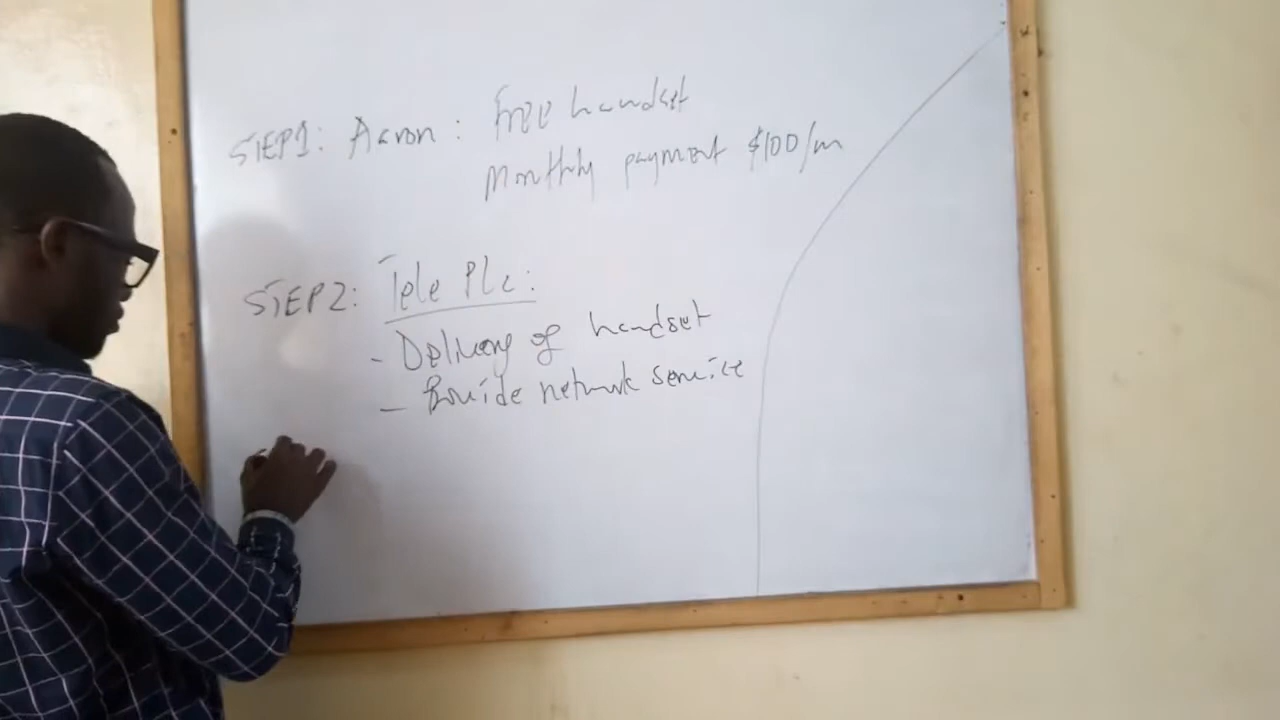 STEP1: Aaron: Free handset
Monthly payment $100/m
STEP2: Tele Plc:
- Delivery of handset
- Provide network service